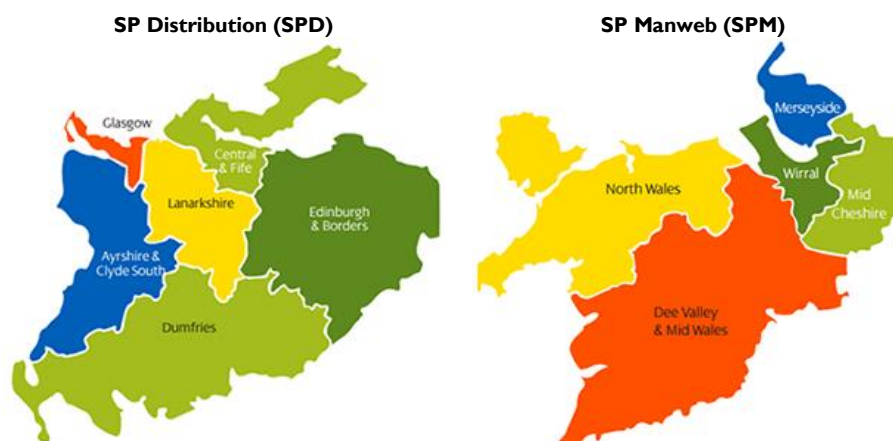 SP Distribution (SPD)
SP Manweb (SPM)
Glasgow
Central
& Fife
Lanarkshire
Edinburgh
& Borders
Ayrshire &
Clyde South
Dumfries
Merseyside
Wirral
Mid
Cheshire
North Wales
Dee Valley
& Mid Wales